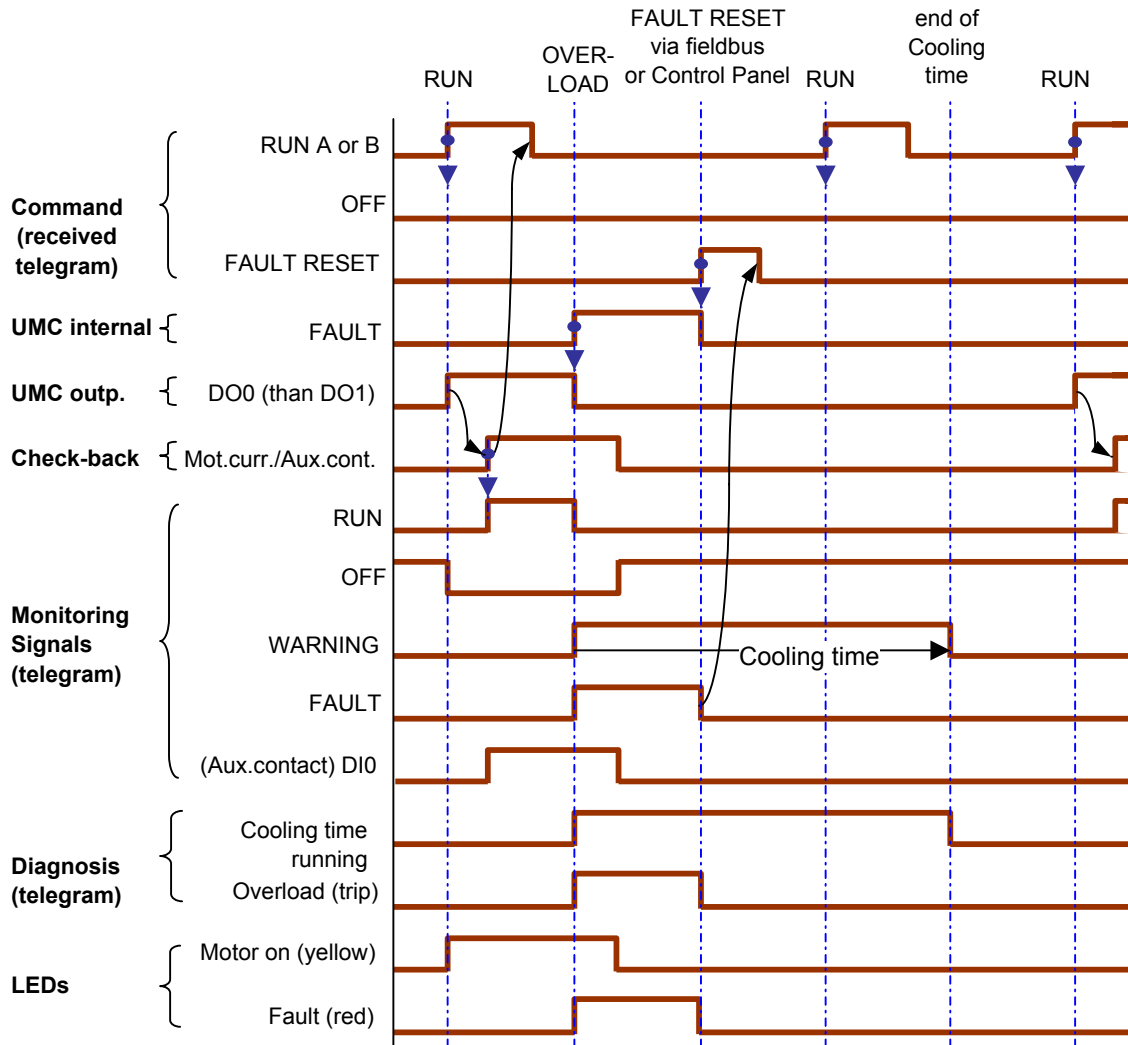 RUN
OVER-
LOAD
FAULT RESET
via fieldbus
or Control Panel
RUN
end of
Cooling
time
RUN
Command
(received
telegram)
RUN A or B
OFF
FAULT RESET
UMC internal
FAULT
UMC outp.
DO0 (than DO1)
Check-back
Mot.curr./Aux.cont.
Monitoring
Signals
(telegram)
RUN
OFF
WARNING
Cooling time
FAULT
(Aux.contact) DI0
Diagnosis
(telegram)
Cooling time
running
Overload (trip)
LEDs
Motor on (yellow)
Fault (red)